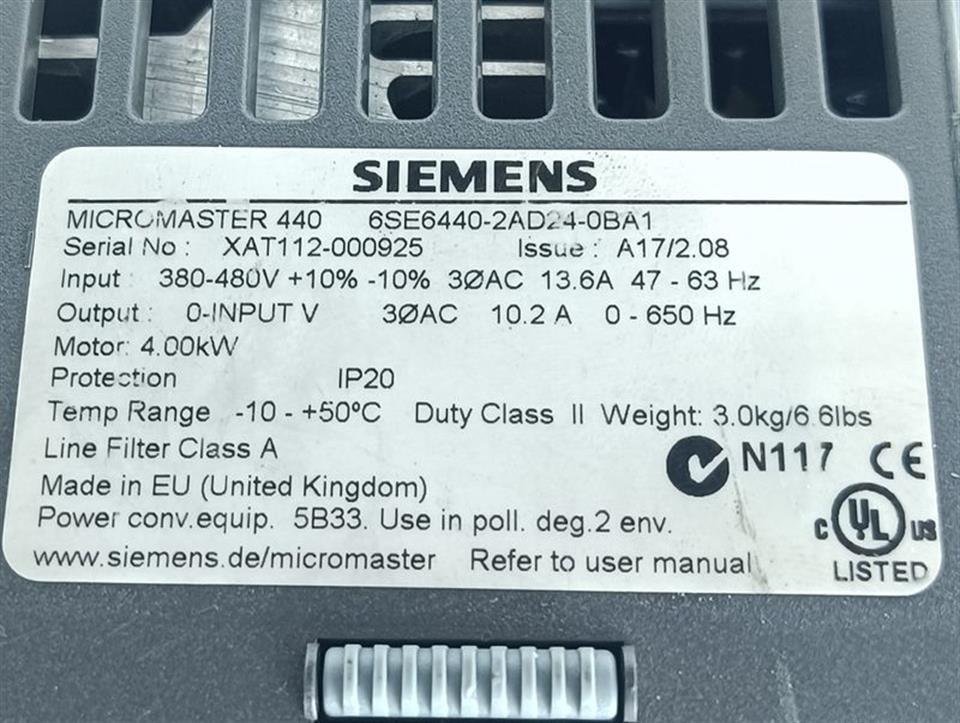 SIEMENS
MICROMASTER 440 6SE6440-2AD24-0BA1
Serial No : XAT112-000925 Issue : A17/2.08
Input : 380-480V +10% -10% 3ØAC 13.6A 47 - 63 Hz
Output : 0-INPUT V 3ØAC 10.2 A 0 - 650 Hz
Motor: 4.00kW
Protection IP20
Temp Range -10 - +50°C Duty Class II Weight: 3.0kg/6.6lbs
Line Filter Class A
N117 CE
Made in EU (United Kingdom)
Power conv.equip. 5B33. Use in poll. deg.2 env.
C UL US
www.siemens.de/micromaster Refer to user manual
LISTED